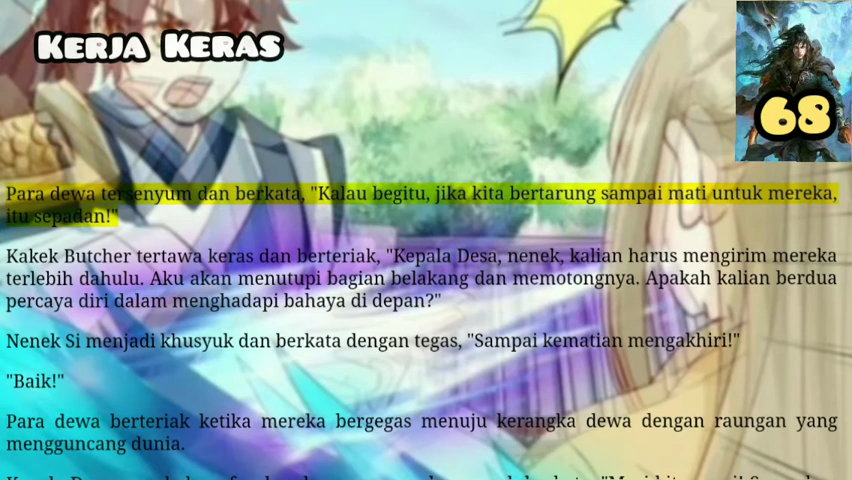 KERJA KERAS
68
Para dewa tersenyum dan berkata, "Kalau begitu, jika kita bertarung sampai mati untuk mereka,
itu sepadan!"
Kakek Butcher tertawa keras dan berteriak, "Kepala Desa, nenek, kalian harus mengirim mereka
terlebih dahulu. Aku akan menutupi bagian belakang dan memotongnya. Apakah kalian berdua
percaya diri dalam menghadapi bahaya di depan?"
Nenek Si menjadi khusyuk dan berkata dengan tegas, "Sampai kematian mengakhiri!"
"Baik!"
Para dewa berteriak ketika mereka bergegas menuju kerangka dewa dengan raungan yang
mengguncang dunia.